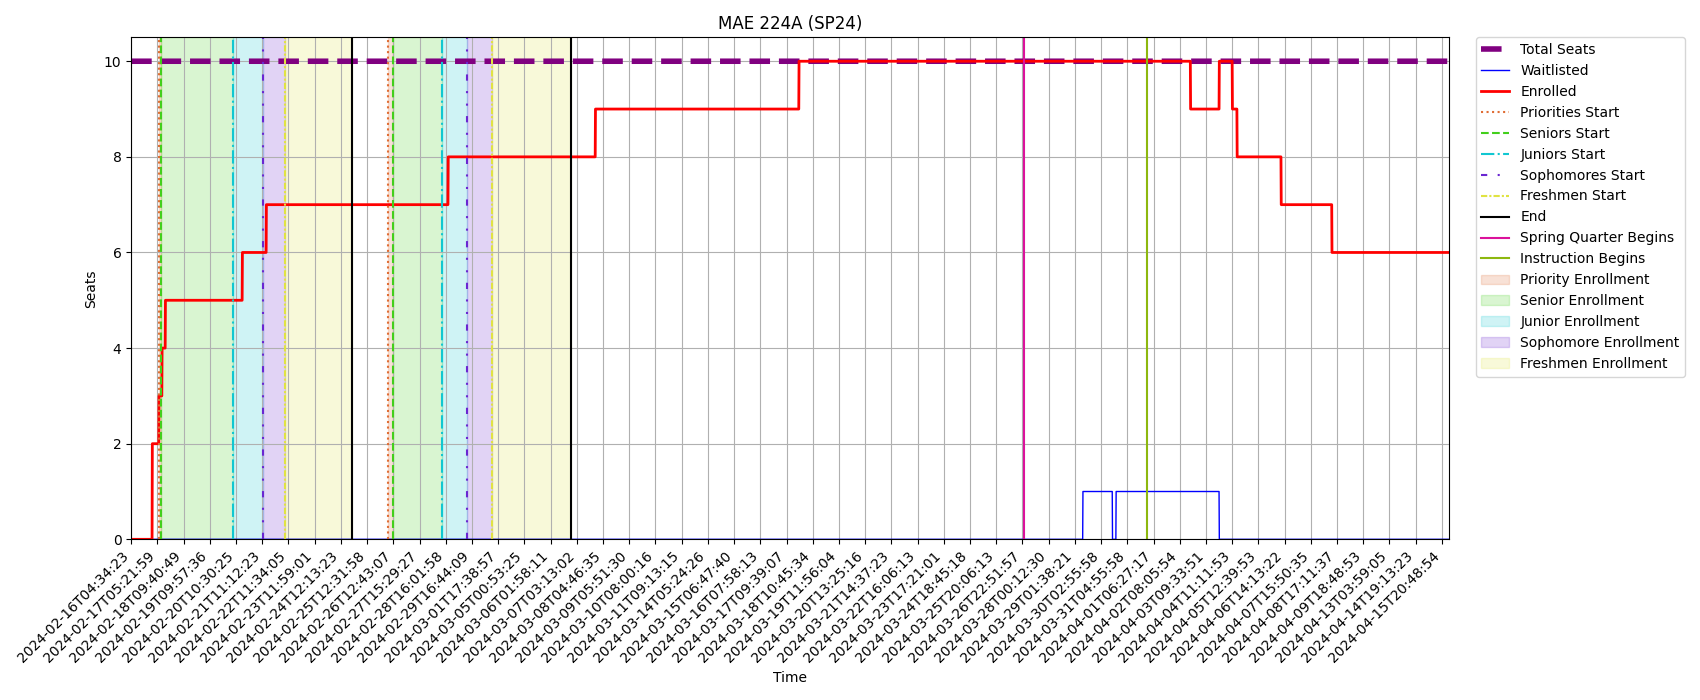 MAE 224A (SP24)
Seats
10
8
6
4
2
0
2024-02-16T04:34:23
2024-02-17T05:21:59
2024-02-18T09:40:49
2024-02-19T09:57:36
2024-02-20T10:30:25
2024-02-21T11:12:23
2024-02-22T11:34:05
2024-02-23T11:59:01
2024-02-24T12:13:23
2024-02-25T12:31:58
2024-02-26T12:43:07
2024-02-27T15:29:27
2024-02-28T16:01:58
2024-02-29T16:44:09
2024-03-01T17:38:57
2024-03-05T00:53:25
2024-03-06T01:58:11
2024-03-07T03:13:02
2024-03-08T04:46:35
2024-03-09T05:51:30
2024-03-10T08:00:16
2024-03-11T09:13:15
2024-03-14T05:24:26
2024-03-15T06:47:40
2024-03-16T07:58:13
2024-03-17T09:39:07
2024-03-18T10:45:34
2024-03-19T11:56:04
2024-03-20T13:25:16
2024-03-21T14:37:23
2024-03-22T16:06:13
2024-03-23T17:21:01
2024-03-24T18:45:18
2024-03-25T20:06:13
2024-03-26T22:51:57
2024-03-28T00:12:30
2024-03-29T01:38:21
2024-03-30T02:55:58
2024-03-31T04:55:58
2024-04-01T06:27:17
2024-04-02T08:05:54
2024-04-03T09:33:51
2024-04-04T11:11:53
2024-04-05T12:39:53
2024-04-06T14:13:22
2024-04-07T15:50:35
2024-04-08T17:11:37
2024-04-09T18:48:53
2024-04-13T03:59:05
2024-04-14T19:13:23
2024-04-15T20:48:54
Time
Total Seats
Waitlisted
Enrolled
Priorities Start
Seniors Start
Juniors Start
Sophomores Start
Freshmen Start
End
Spring Quarter Begins
Instruction Begins
Priority Enrollment
Senior Enrollment
Junior Enrollment
Sophomore Enrollment
Freshmen Enrollment